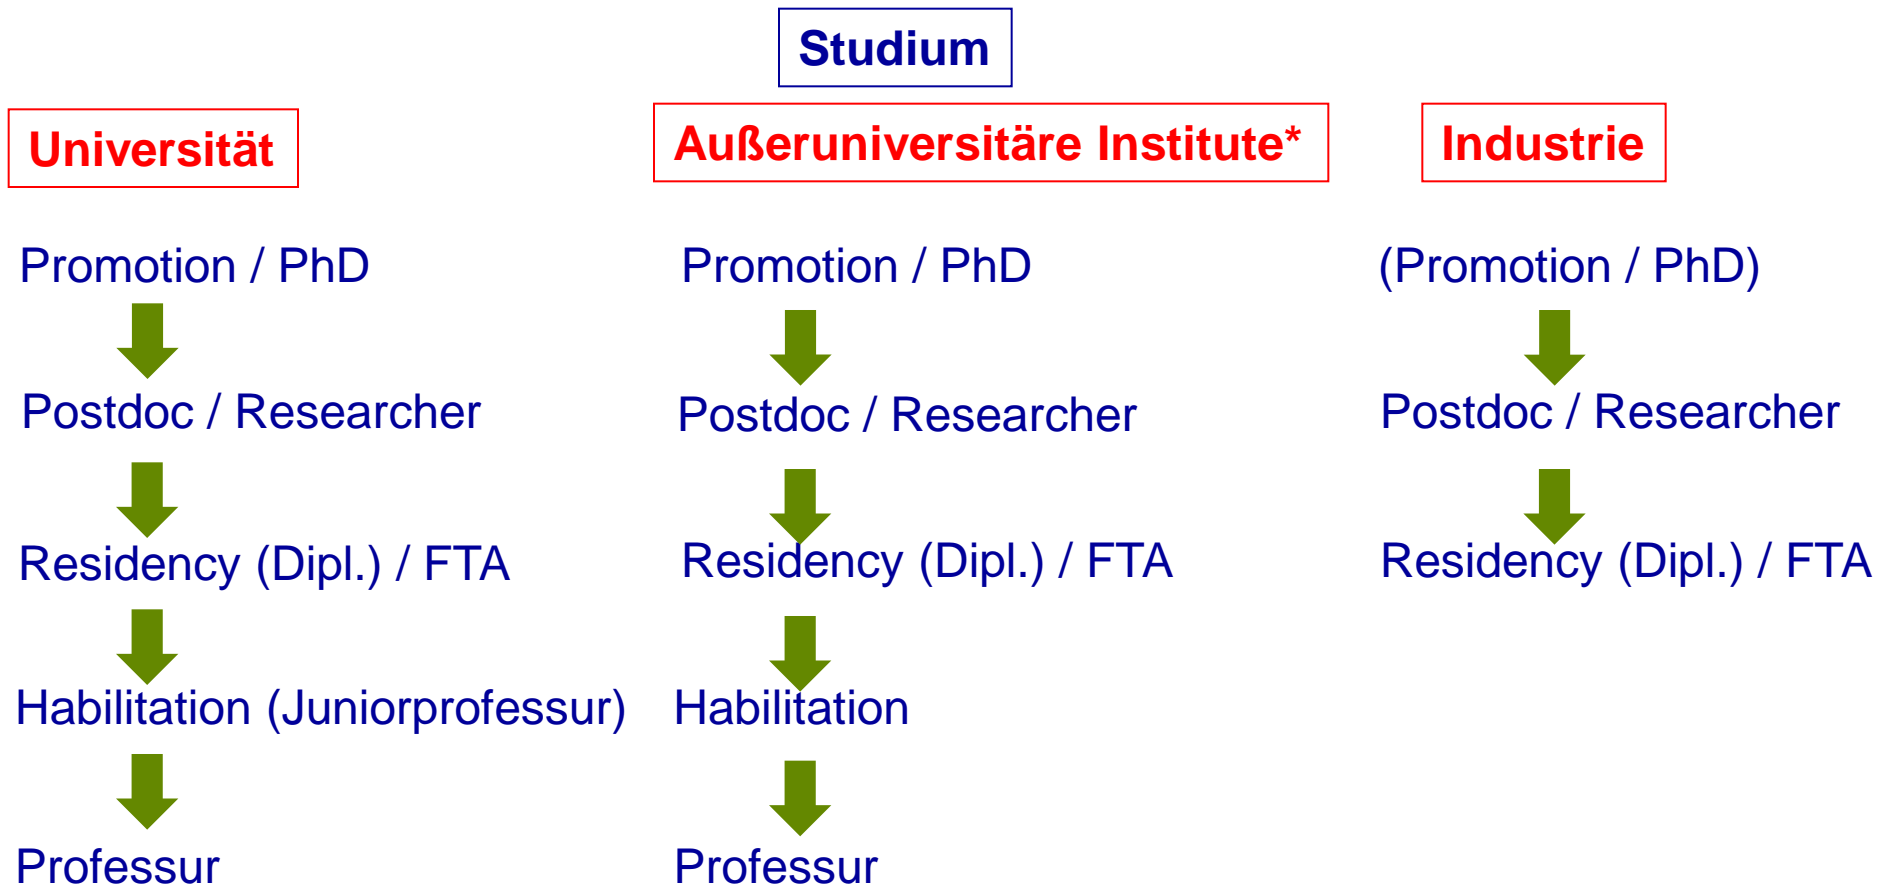 Studium
Universität
Außeruniversitäre Institute*
Industrie
Promotion / PhD
Promotion / PhD
(Promotion / PhD)
Postdoc / Researcher
Postdoc / Researcher
Postdoc / Researcher
Residency (Dipl.) / FTA
Residency (Dipl.) / FTA
Residency (Dipl.) / FTA
Habilitation (Juniorprofessur)
Habilitation
Professur
Professur